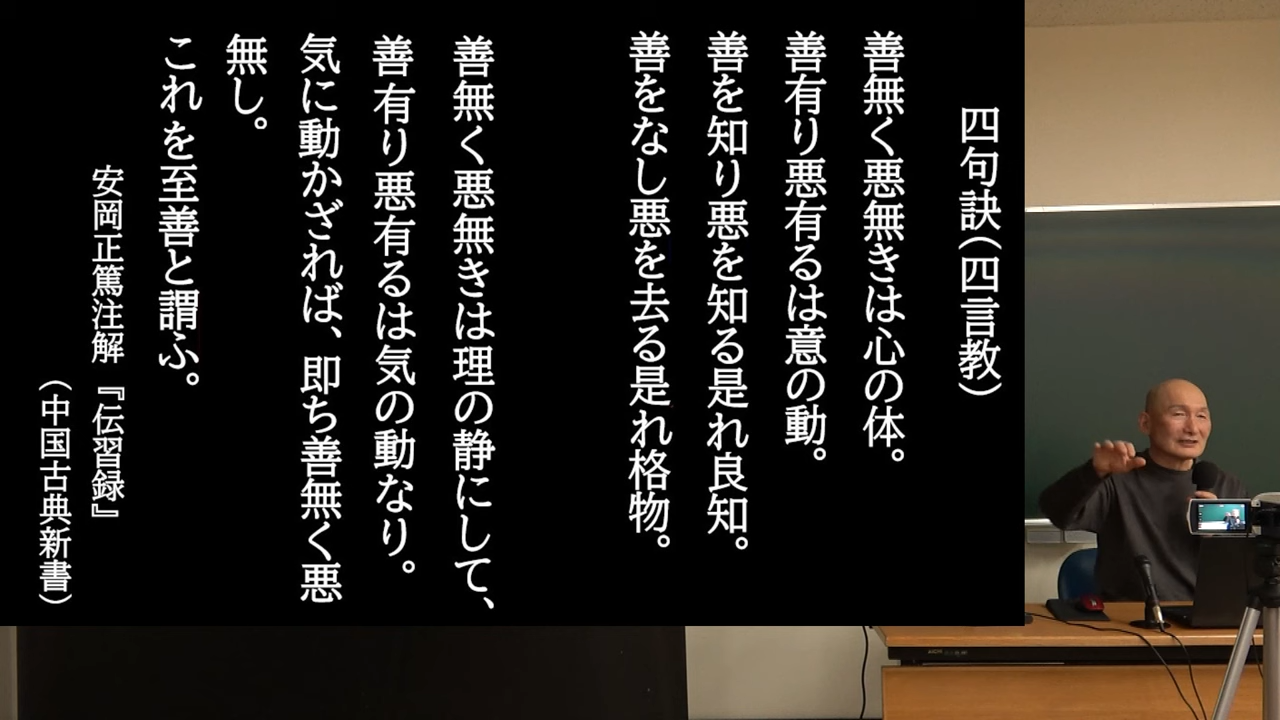 四句訣(四言教)
善無く悪無きは心の体。
善有り悪有るは意の動。
善を知り悪を知る是れ良知。
善をなし悪を去る是れ格物。
善無く悪無きは理の静にして、
善有り悪有るは気の動なり。
気に動かざれば、即ち善無く悪
無し。
これを至善と謂ふ。
安岡正篤注解『伝習録』
(中国古典新書)